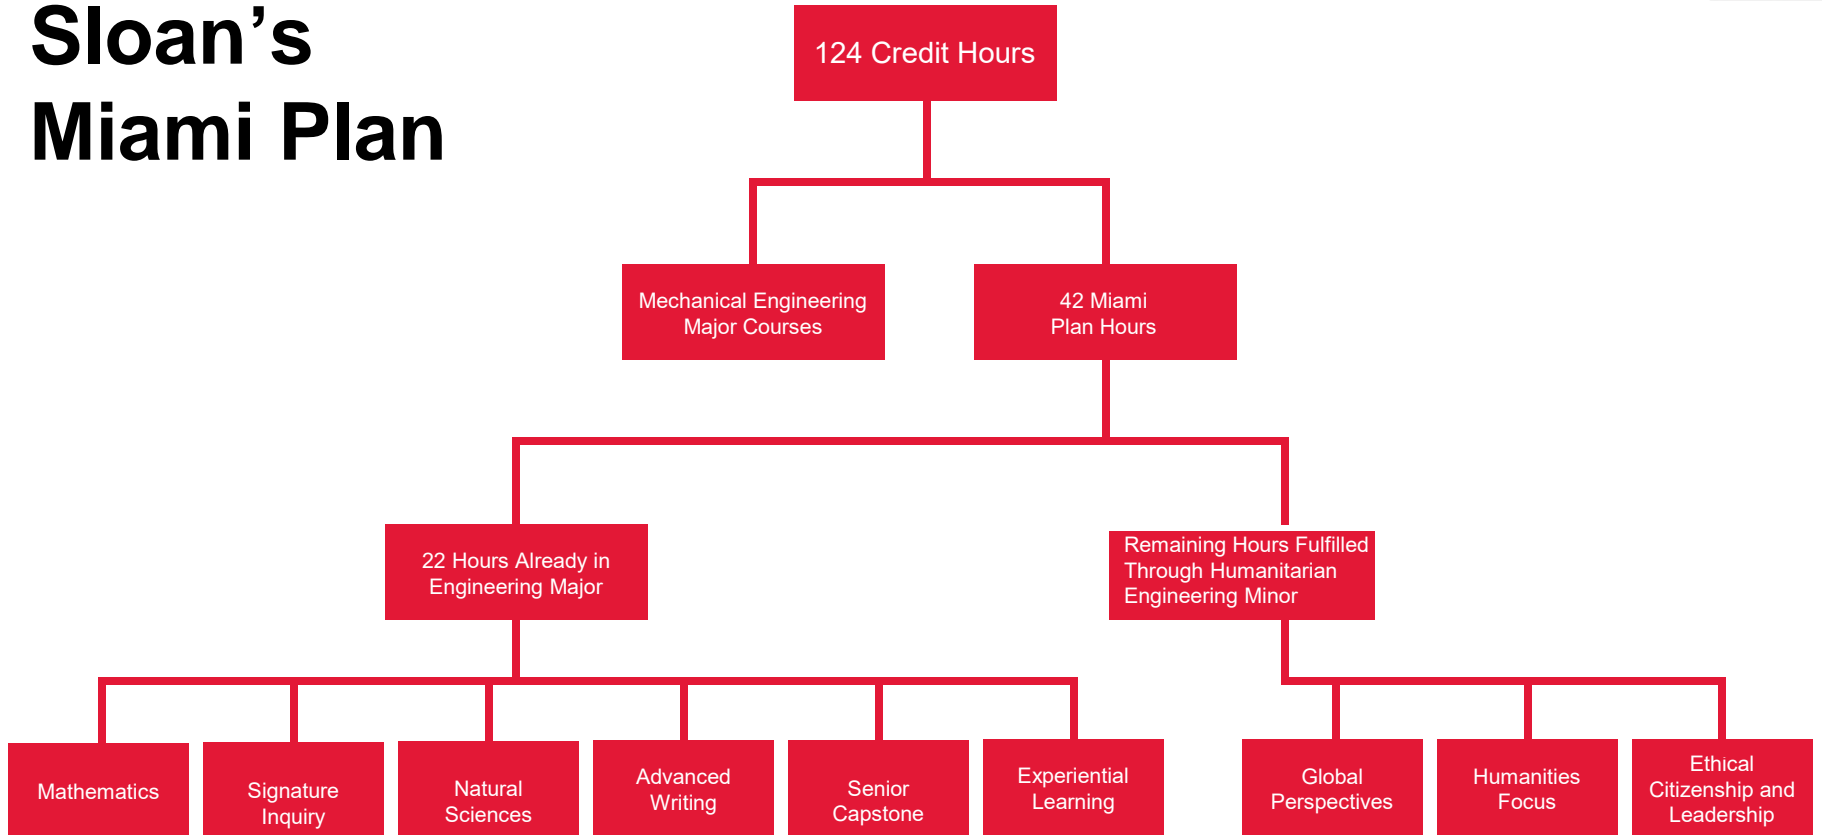 Sloan’s
Miami Plan
124 Credit Hours
Mechanical Engineering
Major Courses
42 Miami
Plan Hours
22 Hours Already in
Engineering Major
Remaining Hours Fulfilled
Through Humanitarian
Engineering Minor
Mathematics
Signature
Inquiry
Natural
Sciences
Advanced
Writing
Senior
Capstone
Experiential
Learning
Global
Perspectives
Humanities
Focus
Ethical
Citizenship and
Leadership